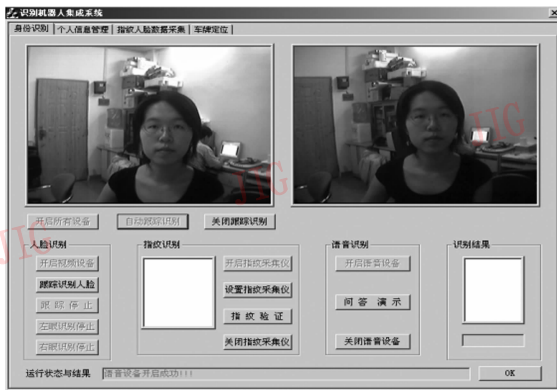 识别机器人集成系统
身份识别 个人信息管理 指纹人脸数据采集 车牌定位
开启所有设备 自动跟踪识别 关闭跟踪识别
人脸识别
开启视频设备
跟踪识别人脸
跟 踪 停 止
左眼识别停止
右眼识别停止
指纹识别
开启指纹采集仪
设置指纹采集仪
指 纹 验 证
关闭指纹采集仪
语音识别
开启语音设备
问 答 演 示
关闭语音设备
识别结果
运行状态与结果 语音设备开启成功!!! OK
JIG
JIG
JIG